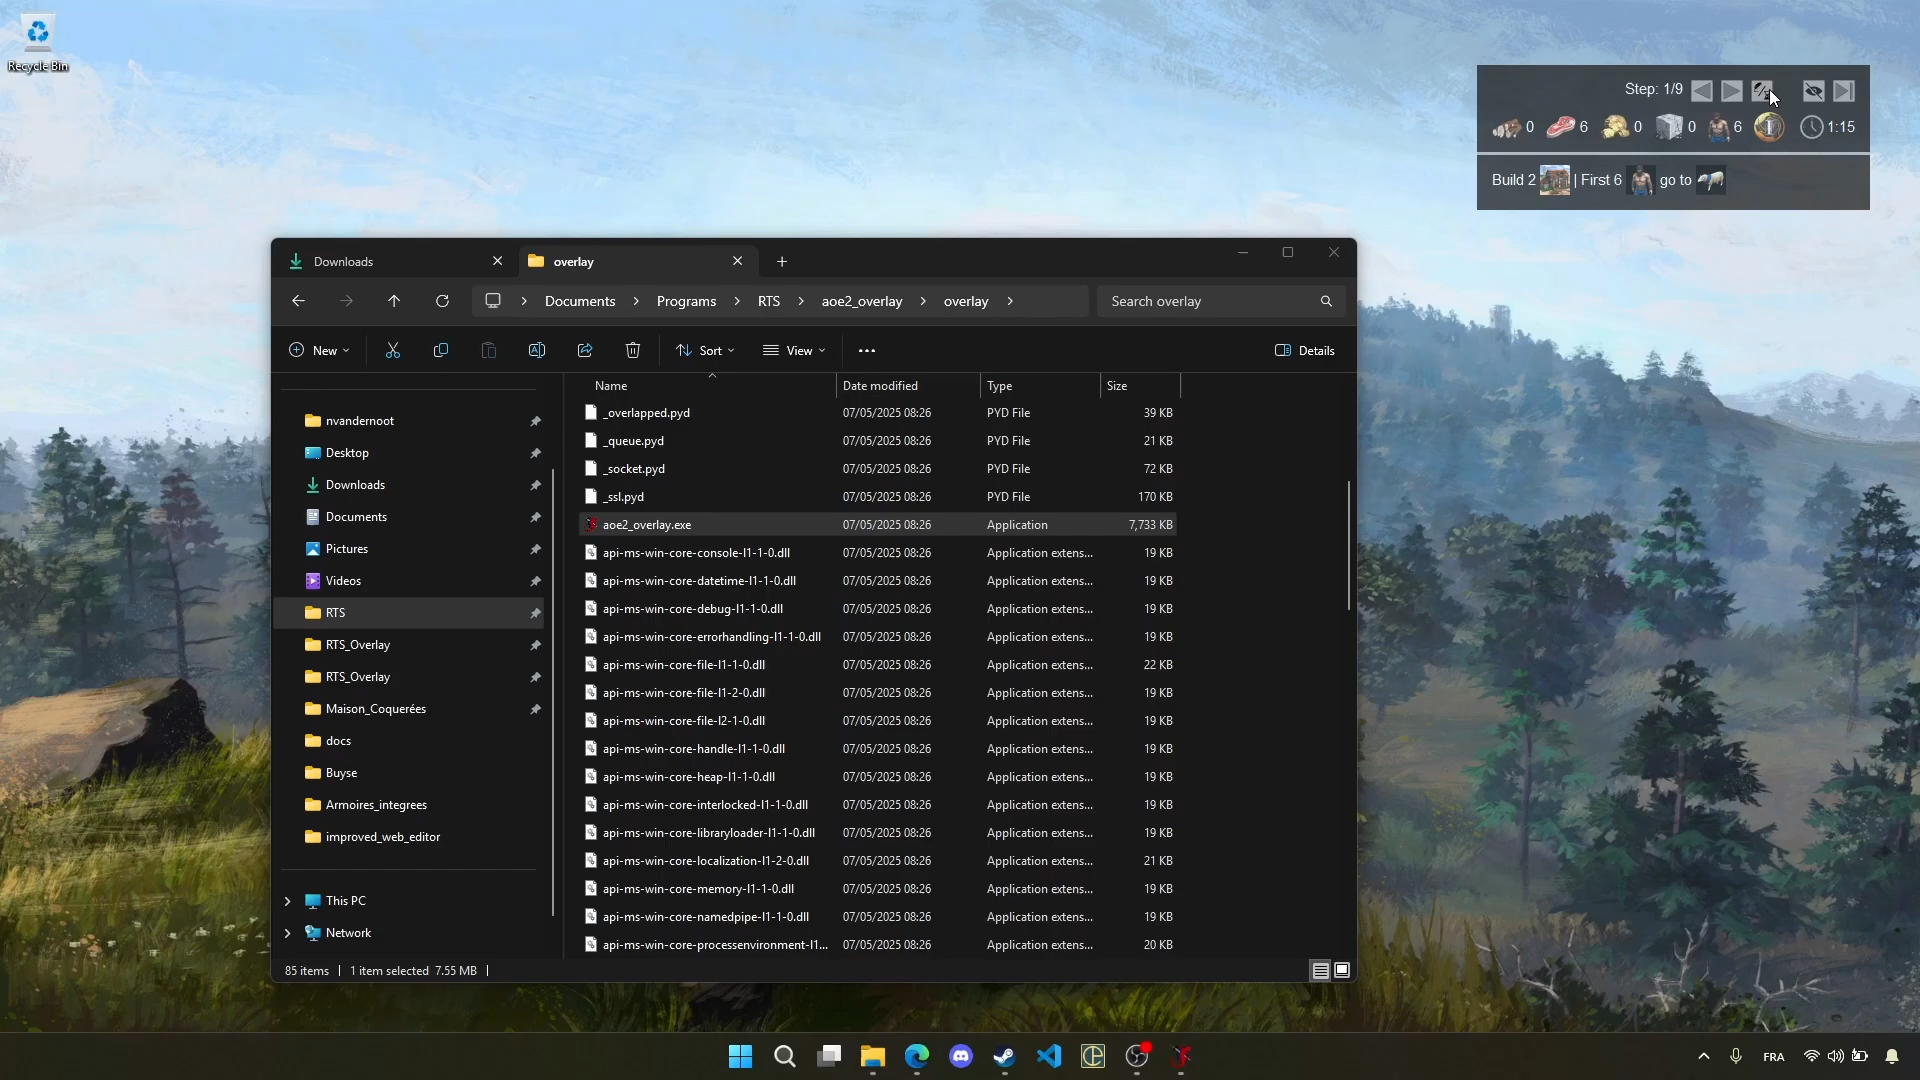 Recycle Bin
Step: 1/9
0 6 0 0 6 1:15
Build 2 | First 6 go to
Downloads
overlay
Documents > Programs > RTS > aoe2_overlay > overlay >
Search overlay
New
Sort
View
Details
Name Date modified Type Size
nvandernoot
Desktop
Downloads
Documents
Pictures
Videos
RTS
RTS_Overlay
RTS_Overlay
Maison_Coquerées
docs
Buyse
Armoires_integrees
improved_web_editor
This PC
Network
_overlapped.pyd 07/05/2025 08:26 PYD File 39 KB
_queue.pyd 07/05/2025 08:26 PYD File 21 KB
_socket.pyd 07/05/2025 08:26 PYD File 72 KB
_ssl.pyd 07/05/2025 08:26 PYD File 170 KB
aoe2_overlay.exe 07/05/2025 08:26 Application 7,733 KB
api-ms-win-core-console-l1-1-0.dll 07/05/2025 08:26 Application extens... 19 KB
api-ms-win-core-datetime-l1-1-0.dll 07/05/2025 08:26 Application extens... 19 KB
api-ms-win-core-debug-l1-1-0.dll 07/05/2025 08:26 Application extens... 19 KB
api-ms-win-core-errorhandling-l1-1-0.dll 07/05/2025 08:26 Application extens... 19 KB
api-ms-win-core-file-l1-1-0.dll 07/05/2025 08:26 Application extens... 22 KB
api-ms-win-core-file-l1-2-0.dll 07/05/2025 08:26 Application extens... 19 KB
api-ms-win-core-file-l2-1-0.dll 07/05/2025 08:26 Application extens... 19 KB
api-ms-win-core-handle-l1-1-0.dll 07/05/2025 08:26 Application extens... 19 KB
api-ms-win-core-heap-l1-1-0.dll 07/05/2025 08:26 Application extens... 19 KB
api-ms-win-core-interlocked-l1-1-0.dll 07/05/2025 08:26 Application extens... 19 KB
api-ms-win-core-libraryloader-l1-1-0.dll 07/05/2025 08:26 Application extens... 19 KB
api-ms-win-core-localization-l1-2-0.dll 07/05/2025 08:26 Application extens... 21 KB
api-ms-win-core-memory-l1-1-0.dll 07/05/2025 08:26 Application extens... 19 KB
api-ms-win-core-namedpipe-l1-1-0.dll 07/05/2025 08:26 Application extens... 19 KB
api-ms-win-core-processenvironment-l1... 07/05/2025 08:26 Application extens... 20 KB
85 items | 1 item selected 7.55 MB |
FRA